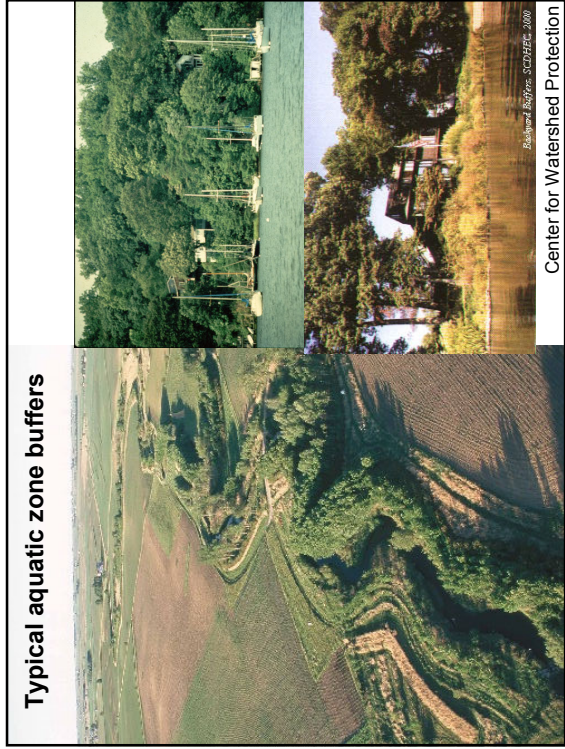 Typical aquatic zone buffers
Backyard Buffers, SCDHEC, 2000
Center for Watershed Protection